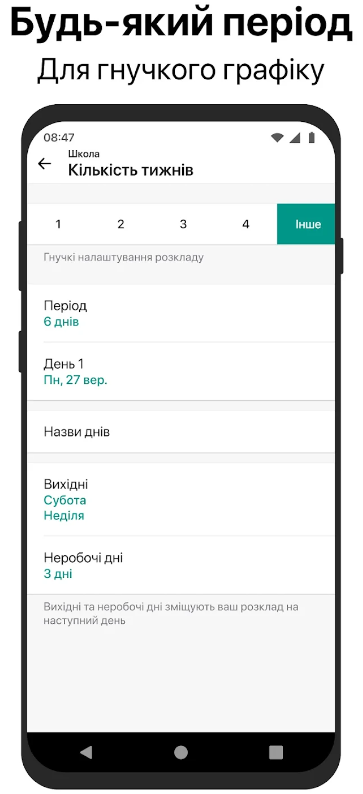 Будь-який період
Для гнучкого графіку
08:47
Школа
Кількість тижнів
1 2 3 4 Інше
Гнучкі налаштування розкладу
Період
6 днів
День 1
Пн, 27 вер.
Назви днів
Вихідні
Субота
Неділя
Неробочі дні
3 дні
Вихідні та неробочі дні зміщують ваш розклад на
наступний день